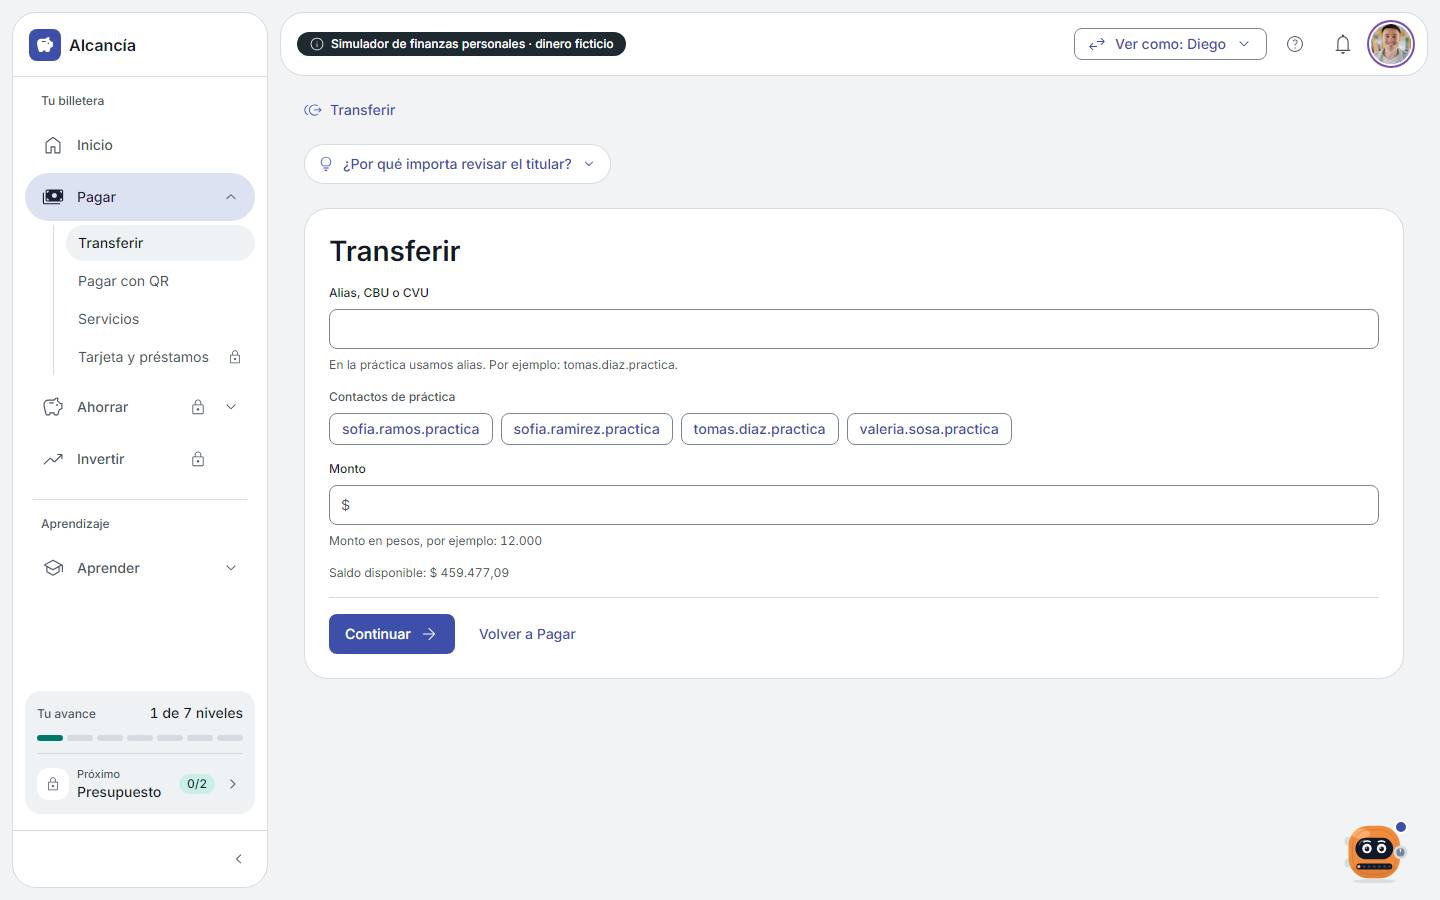 Alcancía
Tu billetera
Inicio
Pagar
Transferir
Pagar con QR
Servicios
Tarjeta y préstamos
Ahorrar
Invertir
Aprendizaje
Aprender
Tu avance 1 de 7 niveles
Próximo
Presupuesto 0/2
Simulador de finanzas personales · dinero ficticio
Ver como: Diego
Transferir
¿Por qué importa revisar el titular?
Transferir
Alias, CBU o CVU
En la práctica usamos alias. Por ejemplo: tomas.diaz.practica.
Contactos de práctica
sofia.ramos.practica sofia.ramirez.practica tomas.diaz.practica valeria.sosa.practica
Monto
$
Monto en pesos, por ejemplo: 12.000
Saldo disponible: $ 459.477,09
Continuar Volver a Pagar